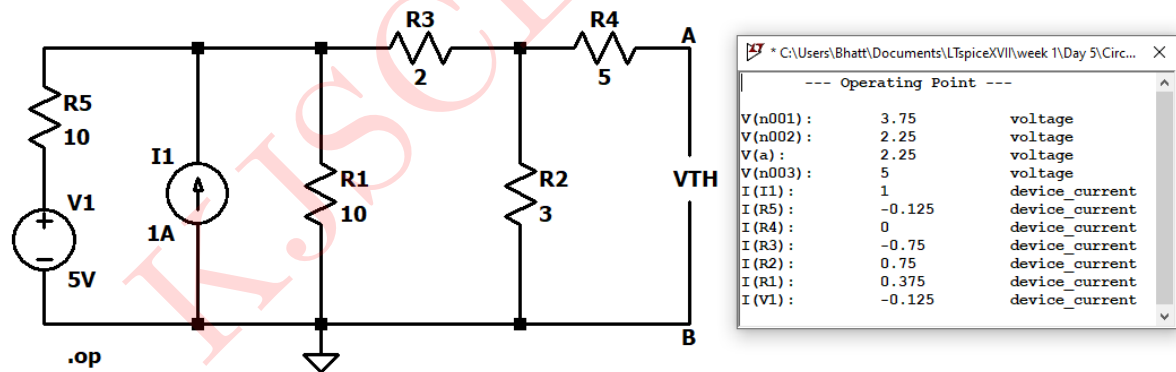 R3
R4
A
2
5
R5
10
I1
R1
10
R2
3
VTH
V1
1A
5V
B
.op
KJSCE
* C:\Users\Bhatt\Documents\LTspiceXVII\week 1\Day 5\Circ...
--- Operating Point ---
V(n001): 3.75 voltage
V(n002): 2.25 voltage
V(a): 2.25 voltage
V(n003): 5 voltage
I(I1): 1 device_current
I(R5): -0.125 device_current
I(R4): 0 device_current
I(R3): -0.75 device_current
I(R2): 0.75 device_current
I(R1): 0.375 device_current
I(V1): -0.125 device_current